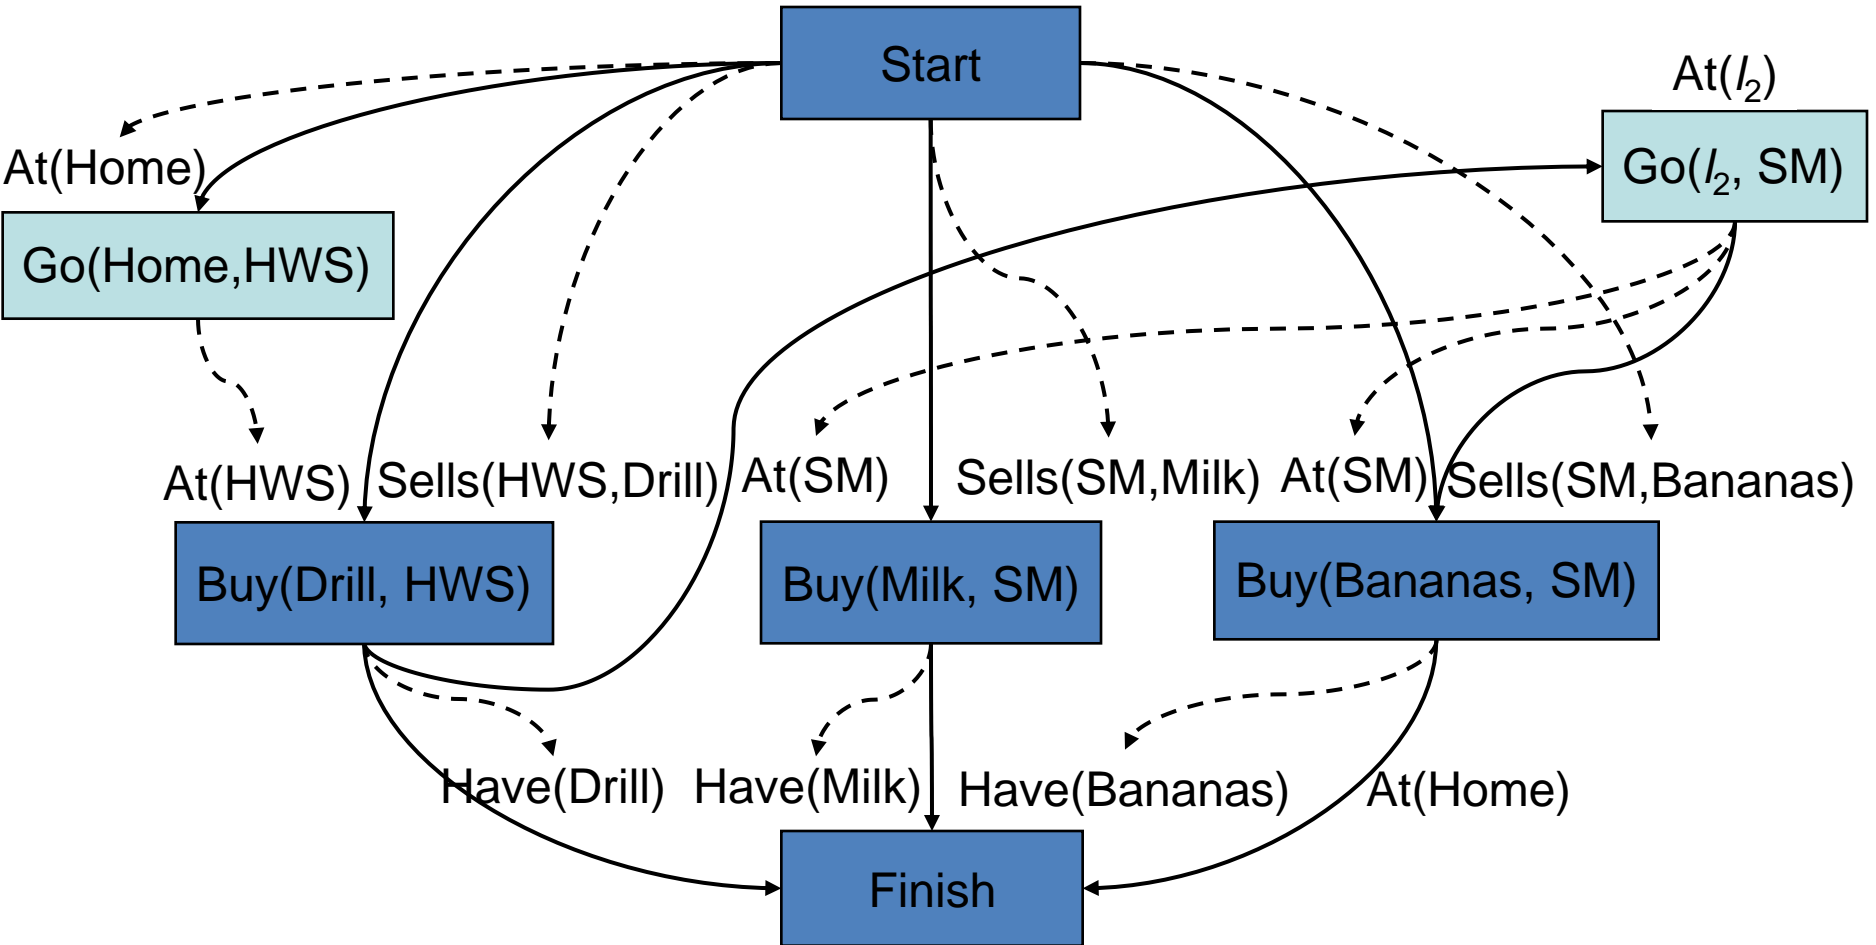 Start
At(l₂)
Go(l₂, SM)
At(Home)
Go(Home,HWS)
At(HWS)
Sells(HWS,Drill)
At(SM)
Sells(SM,Milk)
At(SM)
Sells(SM,Bananas)
Buy(Drill, HWS)
Buy(Milk, SM)
Buy(Bananas, SM)
Have(Drill)
Have(Milk)
Have(Bananas)
At(Home)
Finish